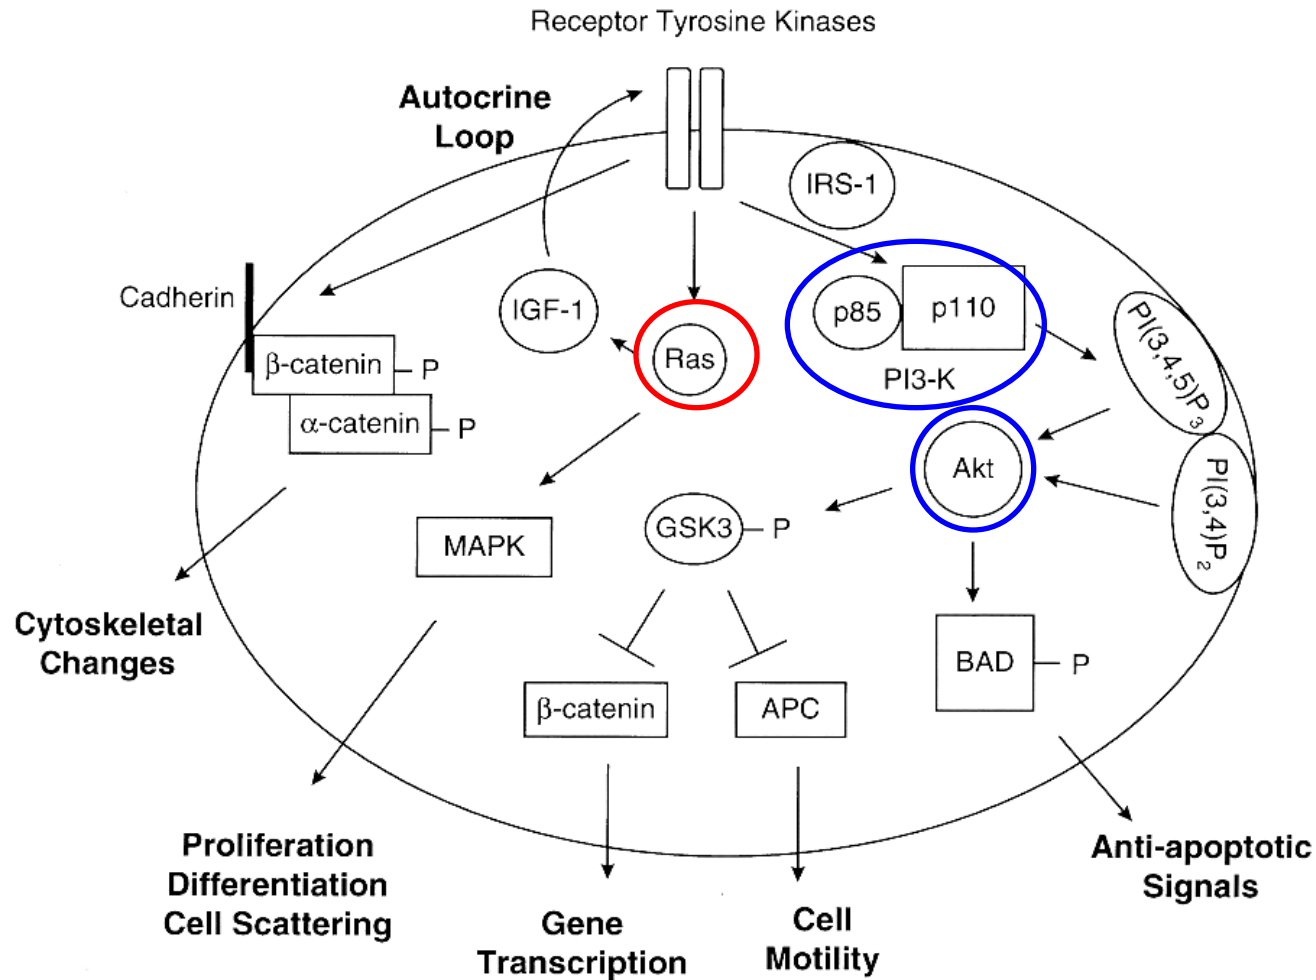 Receptor Tyrosine Kinases
Autocrine
Loop
IRS-1
Cadherin
IGF-1
p85
p110
PI3-K
Ras
PI(3,4,5)P3
β-catenin
P
α-catenin
P
Akt
PI(3,4)P2
GSK3
P
MAPK
Cytoskeletal
Changes
BAD
P
β-catenin
APC
Proliferation
Differentiation
Cell Scattering
Gene
Transcription
Cell
Motility
Anti-apoptotic
Signals